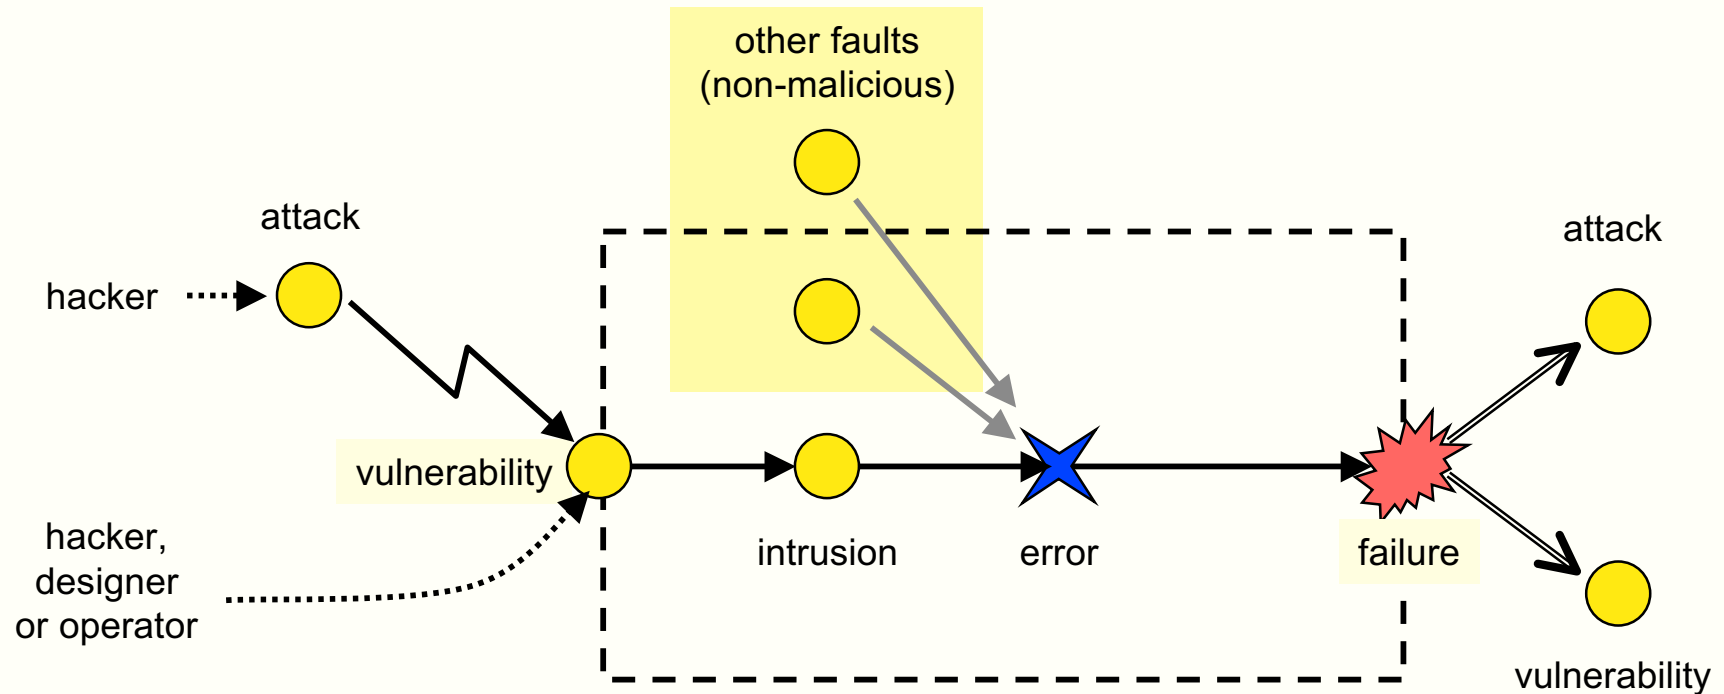 other faults
(non-malicious)
attack
attack
hacker
vulnerability
hacker,
designer
or operator
intrusion
error
failure
vulnerability